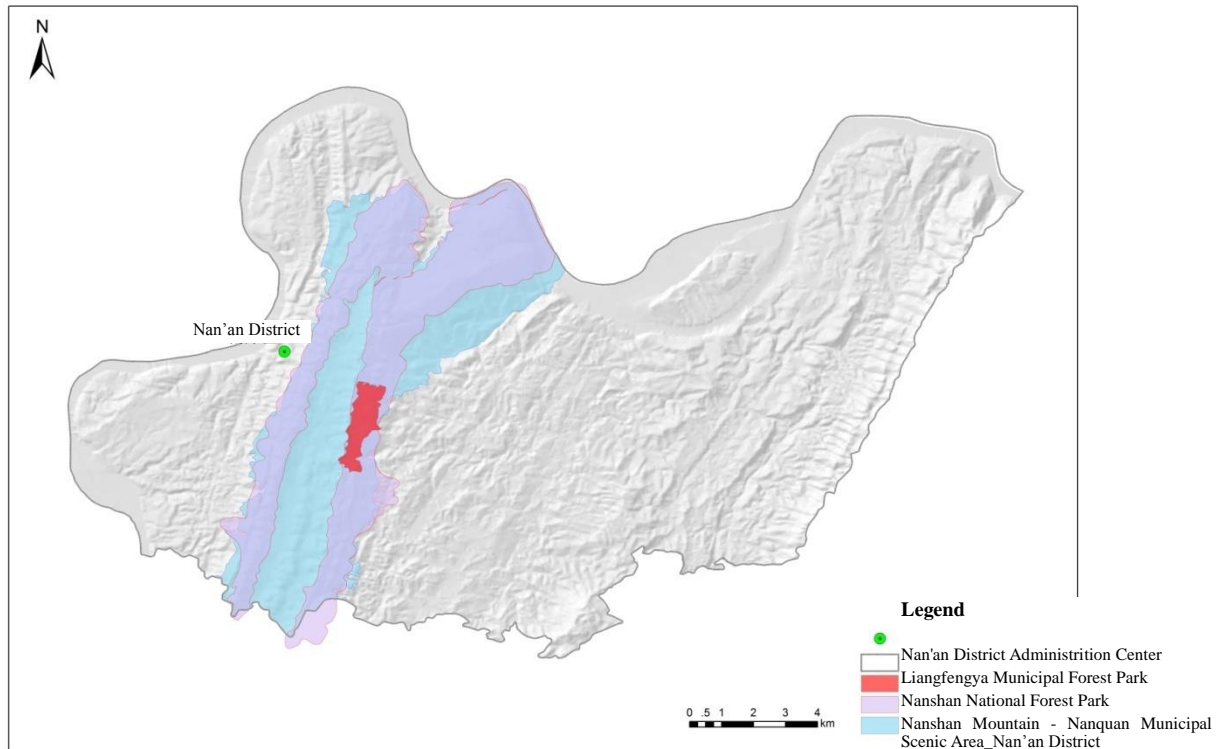 N
Nan’an District
Legend
Nan'an District Administrition Center
Liangfengya Municipal Forest Park
Nanshan National Forest Park
Nanshan Mountain - Nanquan Municipal
Scenic Area_Nan’an District
0 .5 1 2 3 4
km